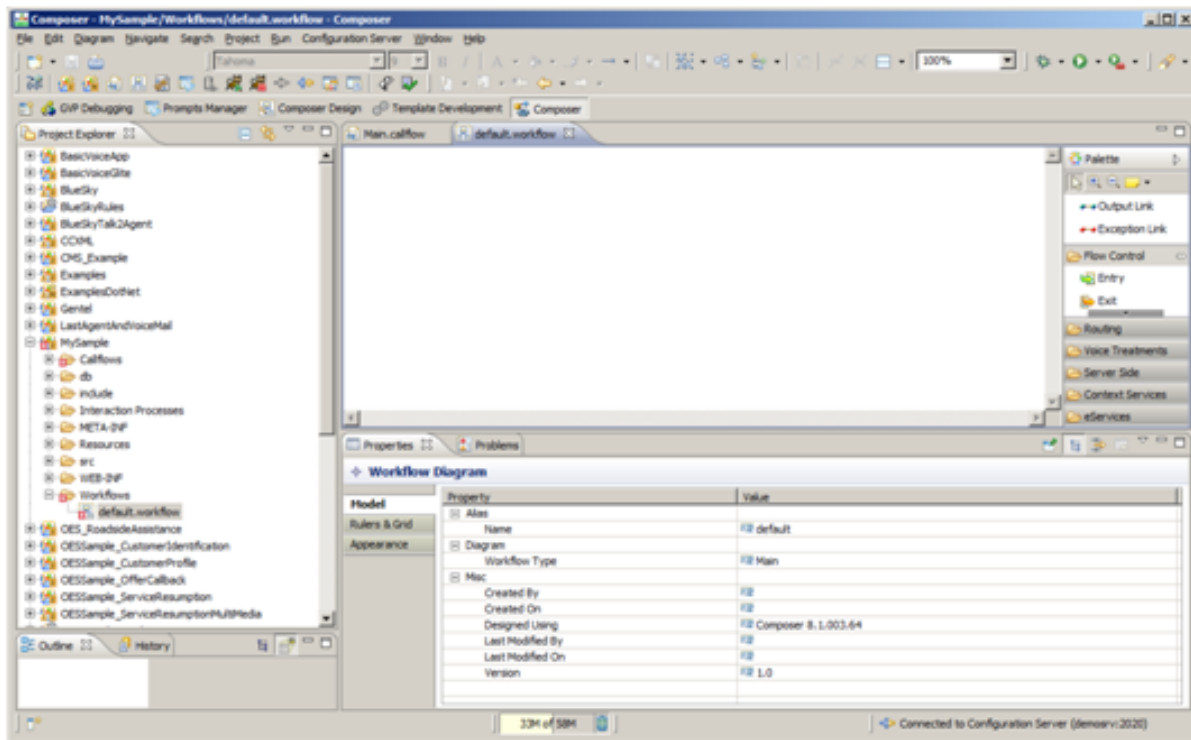 Composer - MySample/Workflows/default.workflow - Composer
File Edit Diagram Navigate Search Project Run Configuration Server Window Help
Tahoma 9 100%
GVP Debugging Prompts Manager Composer Design Template Development Composer
Project Explorer
BasicVoiceApp
BasicVoiceGlite
BlueSky
BlueSkyRules
BlueSkyTalk2Agent
CCXML
CMS_Example
Examples
ExamplesDotNet
Gentel
LastAgentAndVoiceMail
MySample
Callflows
db
include
Interaction Processes
META-INF
Resources
src
WEB-INF
Workflows
default.workflow
OES_RoadsideAssistance
OESSample_CustomerIdentification
OESSample_CustomerProfile
OESSample_OfferCallback
OESSample_ServiceResumption
OESSample_ServiceResumptionMultiMedia
Outline History
Main.callflow default.workflow
Palette
Output Link
Exception Link
Flow Control
Entry
Exit
Routing
Voice Treatments
Server Side
Context Services
eServices
Properties Problems
Workflow Diagram
Model
Rulers & Grid
Appearance
Property Value
Alias
Name default
Diagram
Workflow Type Main
Misc
Created By
Created On
Designed Using Composer 8.1.003.64
Last Modified By
Last Modified On
Version 1.0
33M of 58M
Connected to Configuration Server (demosrv:2020)